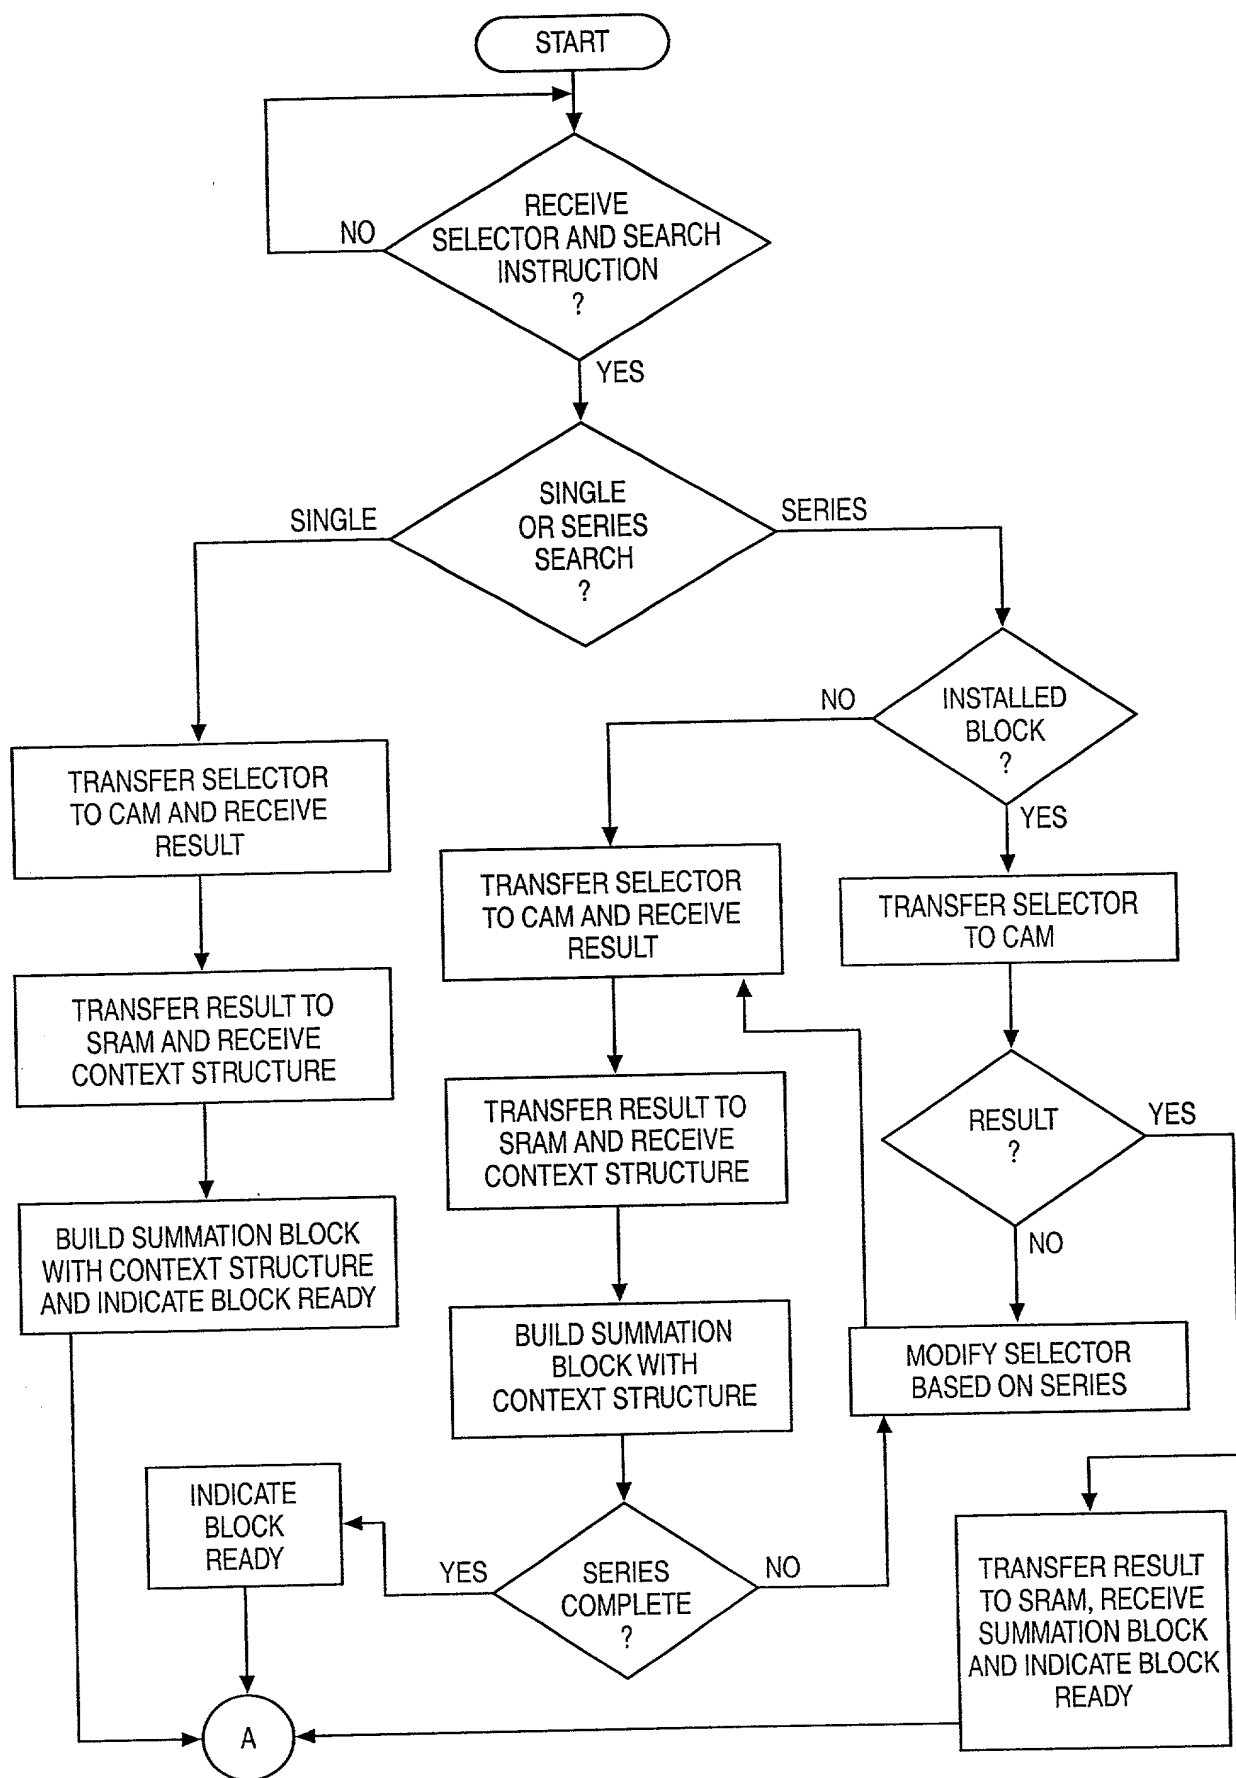 START
RECEIVE
SELECTOR AND SEARCH
INSTRUCTION
?
NO
YES
SINGLE
OR SERIES
SEARCH
?
SINGLE
SERIES
INSTALLED
BLOCK
?
NO
YES
TRANSFER SELECTOR
TO CAM AND RECEIVE
RESULT
TRANSFER SELECTOR
TO CAM AND RECEIVE
RESULT
TRANSFER SELECTOR
TO CAM
TRANSFER RESULT TO
SRAM AND RECEIVE
CONTEXT STRUCTURE
TRANSFER RESULT TO
SRAM AND RECEIVE
CONTEXT STRUCTURE
RESULT
?
YES
NO
BUILD SUMMATION BLOCK
WITH CONTEXT STRUCTURE
AND INDICATE BLOCK READY
BUILD SUMMATION
BLOCK WITH
CONTEXT STRUCTURE
MODIFY SELECTOR
BASED ON SERIES
INDICATE
BLOCK
READY
YES
SERIES
COMPLETE
?
NO
TRANSFER RESULT
TO SRAM, RECEIVE
SUMMATION BLOCK
AND INDICATE BLOCK
READY
A